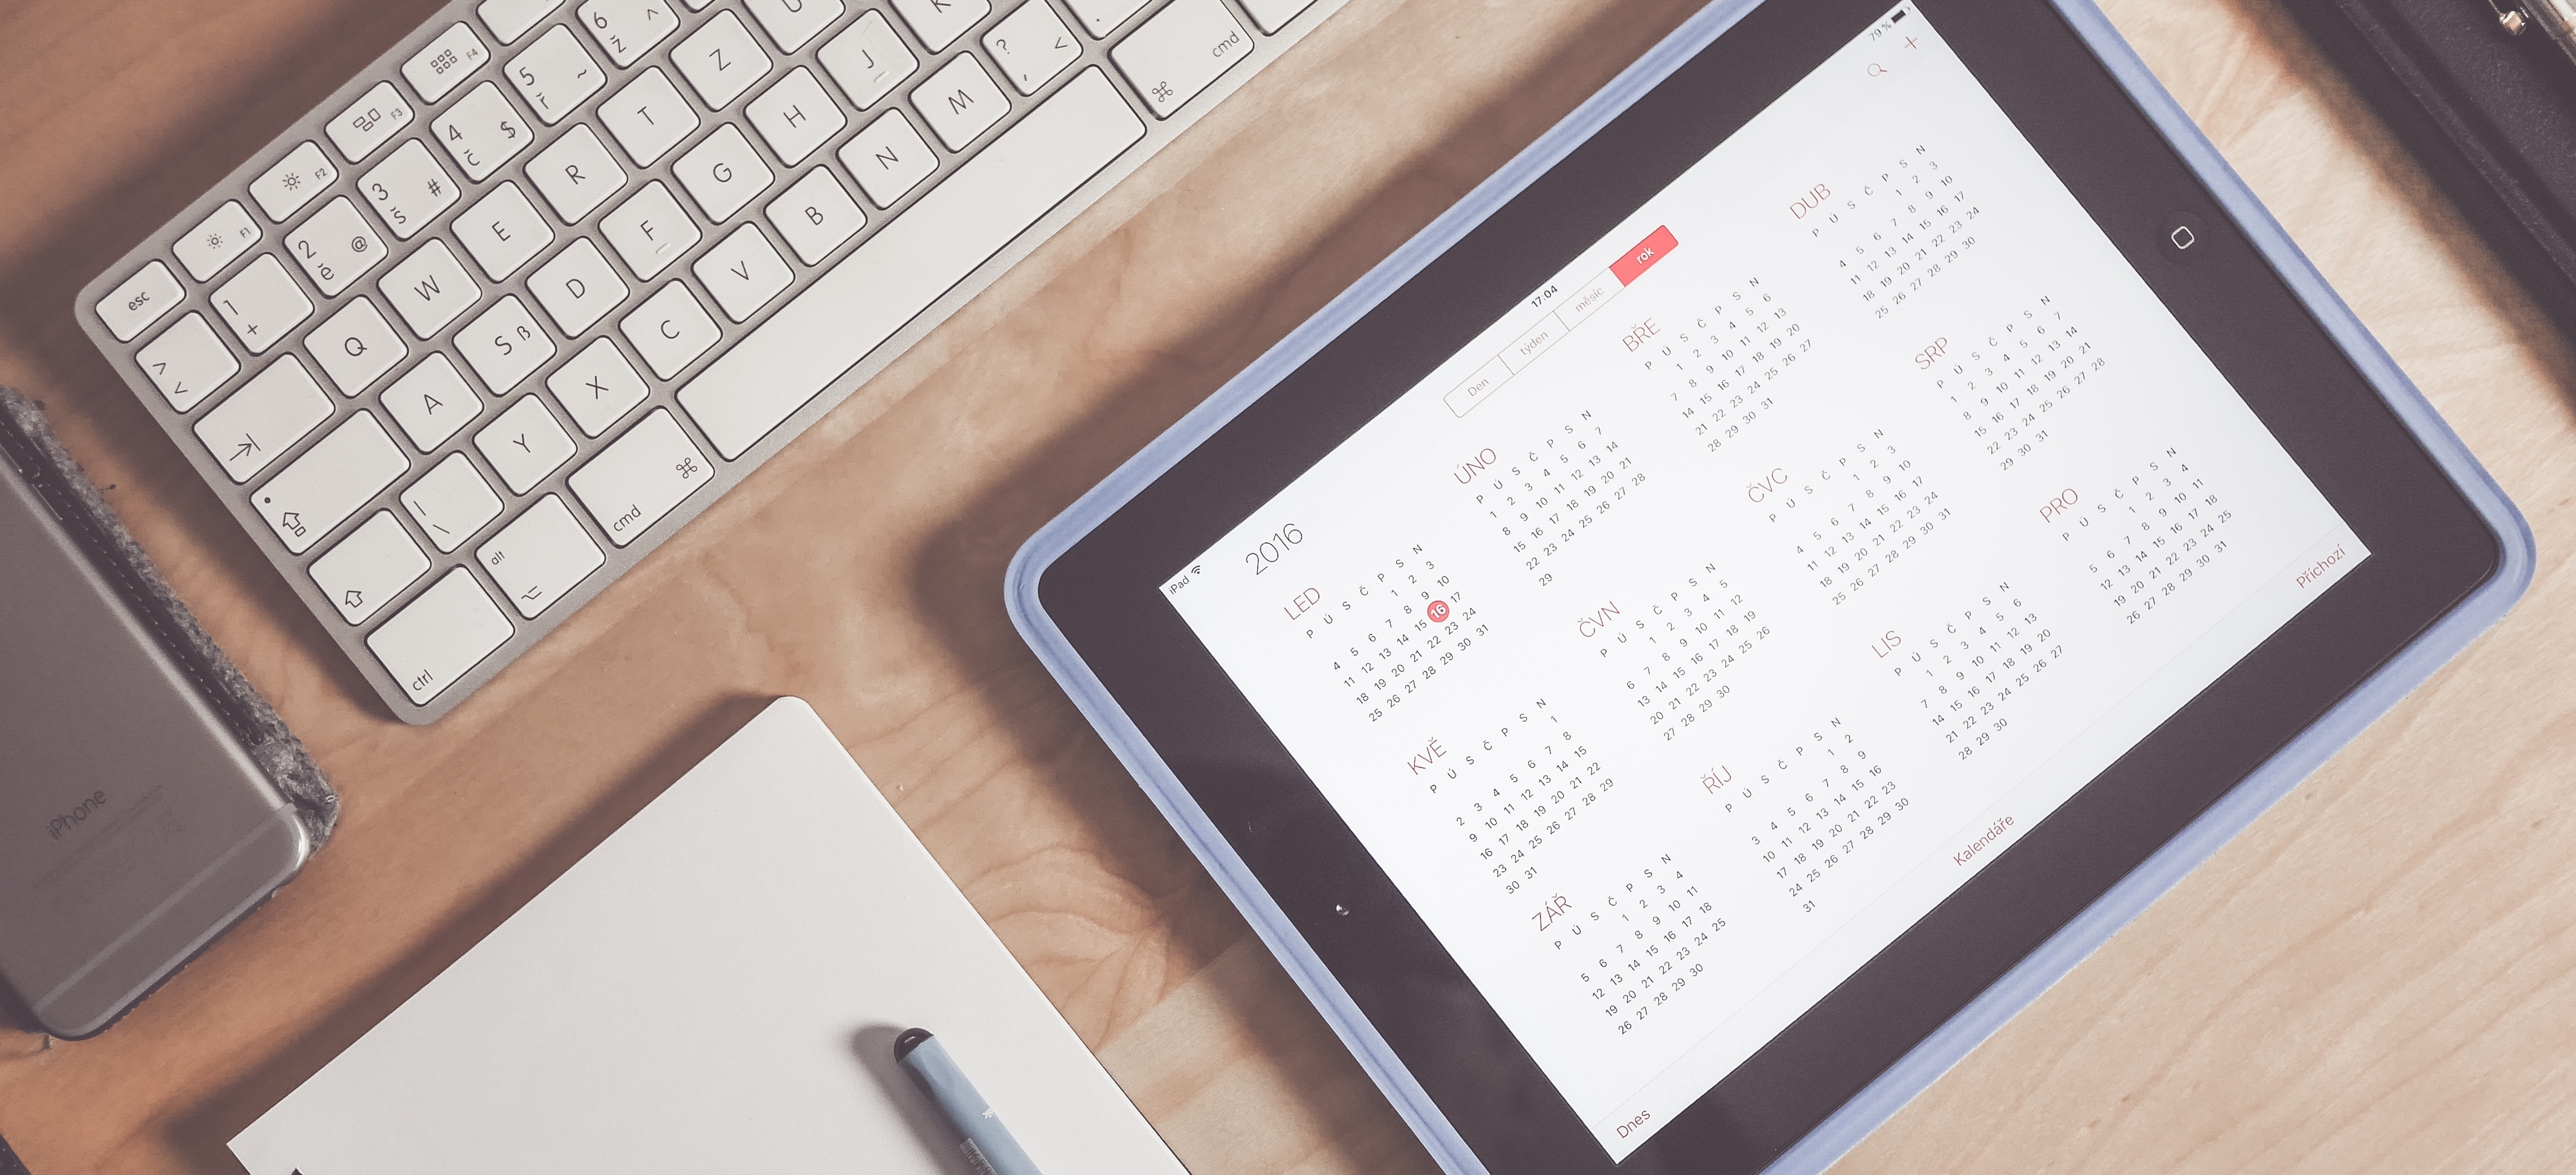 esc
F1
F2
F3
F4
> <
1 +
2 ě @
3 š #
4 č $
5 ř ~
6 ž ^
Q W E R T Z U
A S ß D F G H J K
| \ Y X C V B N M ? , <
ctrl
alt
cmd
cmd
iPhone
iPad
17:04
79 %
Den týden měsíc rok
2016
LED
P Ú S Č P S N
1 2 3
4 5 6 7 8 9 10
11 12 13 14 15 16 17
18 19 20 21 22 23 24
25 26 27 28 29 30 31
ÚNO
P Ú S Č P S N
1 2 3 4 5 6 7
8 9 10 11 12 13 14
15 16 17 18 19 20 21
22 23 24 25 26 27 28
29
BŘE
P Ú S Č P S N
1 2 3 4 5 6
7 8 9 10 11 12 13
14 15 16 17 18 19 20
21 22 23 24 25 26 27
28 29 30 31
DUB
P Ú S Č P S N
1 2 3
4 5 6 7 8 9 10
11 12 13 14 15 16 17
18 19 20 21 22 23 24
25 26 27 28 29 30
KVĚ
P Ú S Č P S N
1
2 3 4 5 6 7 8
9 10 11 12 13 14 15
16 17 18 19 20 21 22
23 24 25 26 27 28 29
30 31
ČVN
P Ú S Č P S N
1 2 3 4 5
6 7 8 9 10 11 12
13 14 15 16 17 18 19
20 21 22 23 24 25 26
27 28 29 30
ČVC
P Ú S Č P S N
1 2 3
4 5 6 7 8 9 10
11 12 13 14 15 16 17
18 19 20 21 22 23 24
25 26 27 28 29 30 31
SRP
P Ú S Č P S N
1 2 3 4 5 6 7
8 9 10 11 12 13 14
15 16 17 18 19 20 21
22 23 24 25 26 27 28
29 30 31
ZÁŘ
P Ú S Č P S N
1 2 3 4
5 6 7 8 9 10 11
12 13 14 15 16 17 18
19 20 21 22 23 24 25
26 27 28 29 30
ŘÍJ
P Ú S Č P S N
1 2
3 4 5 6 7 8 9
10 11 12 13 14 15 16
17 18 19 20 21 22 23
24 25 26 27 28 29 30
31
LIS
P Ú S Č P S N
1 2 3 4 5 6
7 8 9 10 11 12 13
14 15 16 17 18 19 20
21 22 23 24 25 26 27
28 29 30
PRO
P Ú S Č P S N
1 2 3 4
5 6 7 8 9 10 11
12 13 14 15 16 17 18
19 20 21 22 23 24 25
26 27 28 29 30 31
Dnes
Kalendáře
Příchozí